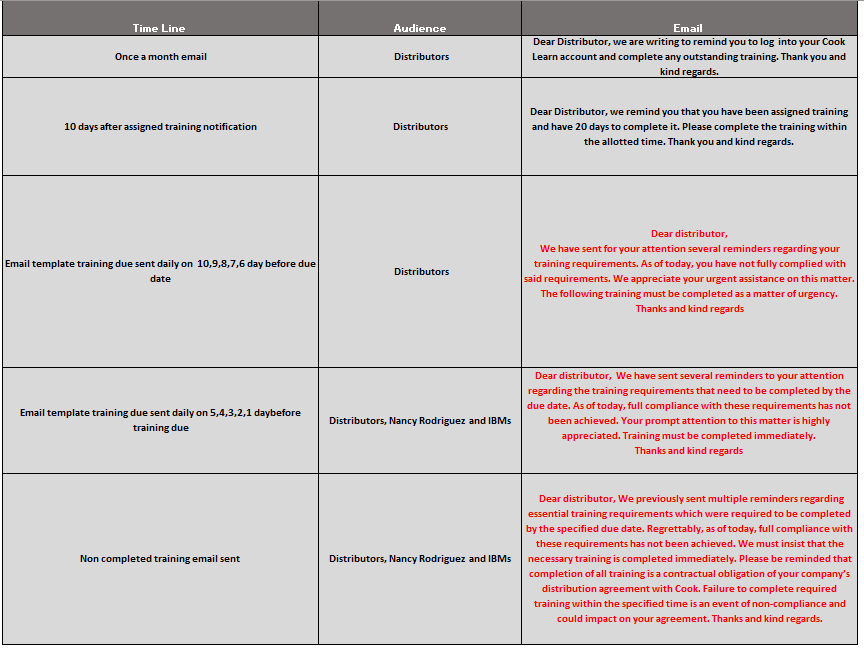 Time Line
Audience
Email
Once a month email
Distributors
Dear Distributor, we are writing to remind you to log into your Cook
Learn account and complete any outstanding training. Thank you and
kind regards.
10 days after assigned training notification
Distributors
Dear Distributor, we remind you that you have been assigned training
and have 20 days to complete it. Please complete the training within
the allotted time. Thank you and kind regards.
Email template training due sent daily on 10,9,8,7,6 day before due
date
Distributors
Dear distributor,
We have sent for your attention several reminders regarding your
training requirements. As of today, you have not fully complied with
said requirements. We appreciate your urgent assistance on this matter.
The following training must be completed as a matter of urgency.
Thanks and kind regards
Email template training due sent daily on 5,4,3,2,1 daybefore
training due
Distributors, Nancy Rodriguez and IBMs
Dear distributor, We have sent several reminders to your attention
regarding the training requirements that need to be completed by the
due date. As of today, full compliance with these requirements has not
been achieved. Your prompt attention to this matter is highly
appreciated. Training must be completed immediately.
Thanks and kind regards
Non completed training email sent
Distributors, Nancy Rodriguez and IBMs
Dear distributor, We previously sent multiple reminders regarding
essential training requirements which were required to be completed
by the specified due date. Regrettably, as of today, full compliance with
these requirements has not been achieved. We must insist that the
necessary training is completed immediately. Please be reminded that
completion of all training is a contractual obligation of your company's
distribution agreement with Cook. Failure to complete required
training within the specified time is an event of non-compliance and
could impact on your agreement. Thanks and kind regards.